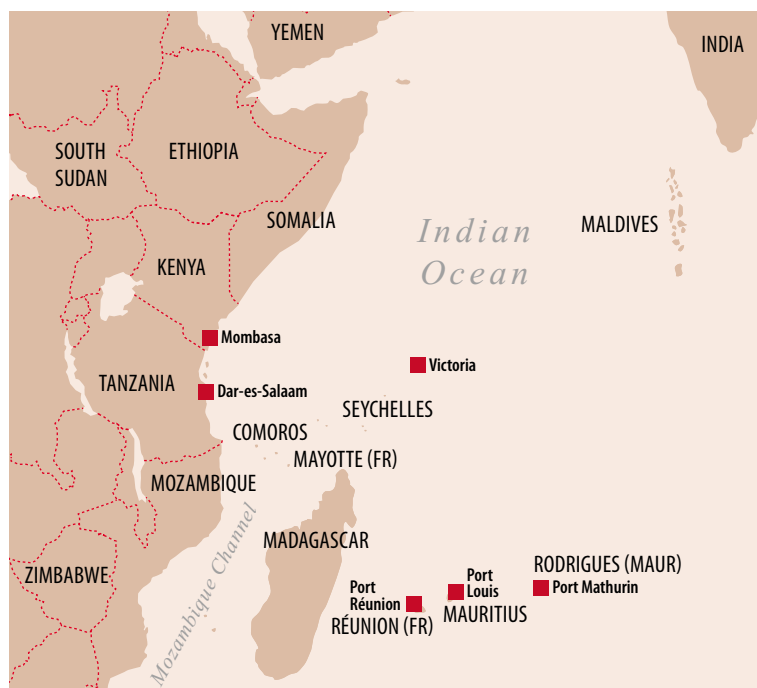 YEMEN
INDIA
SOUTH
SUDAN
ETHIOPIA
SOMALIA
Indian
Ocean
MALDIVES
KENYA
Mombasa
Victoria
TANZANIA
Dar-es-Salaam
SEYCHELLES
COMOROS
MAYOTTE (FR)
MOZAMBIQUE
Mozambique Channel
MADAGASCAR
ZIMBABWE
RODRIGUES (MAUR)
Port Mathurin
Port
Louis
MAURITIUS
Port
Réunion
RÉUNION (FR)